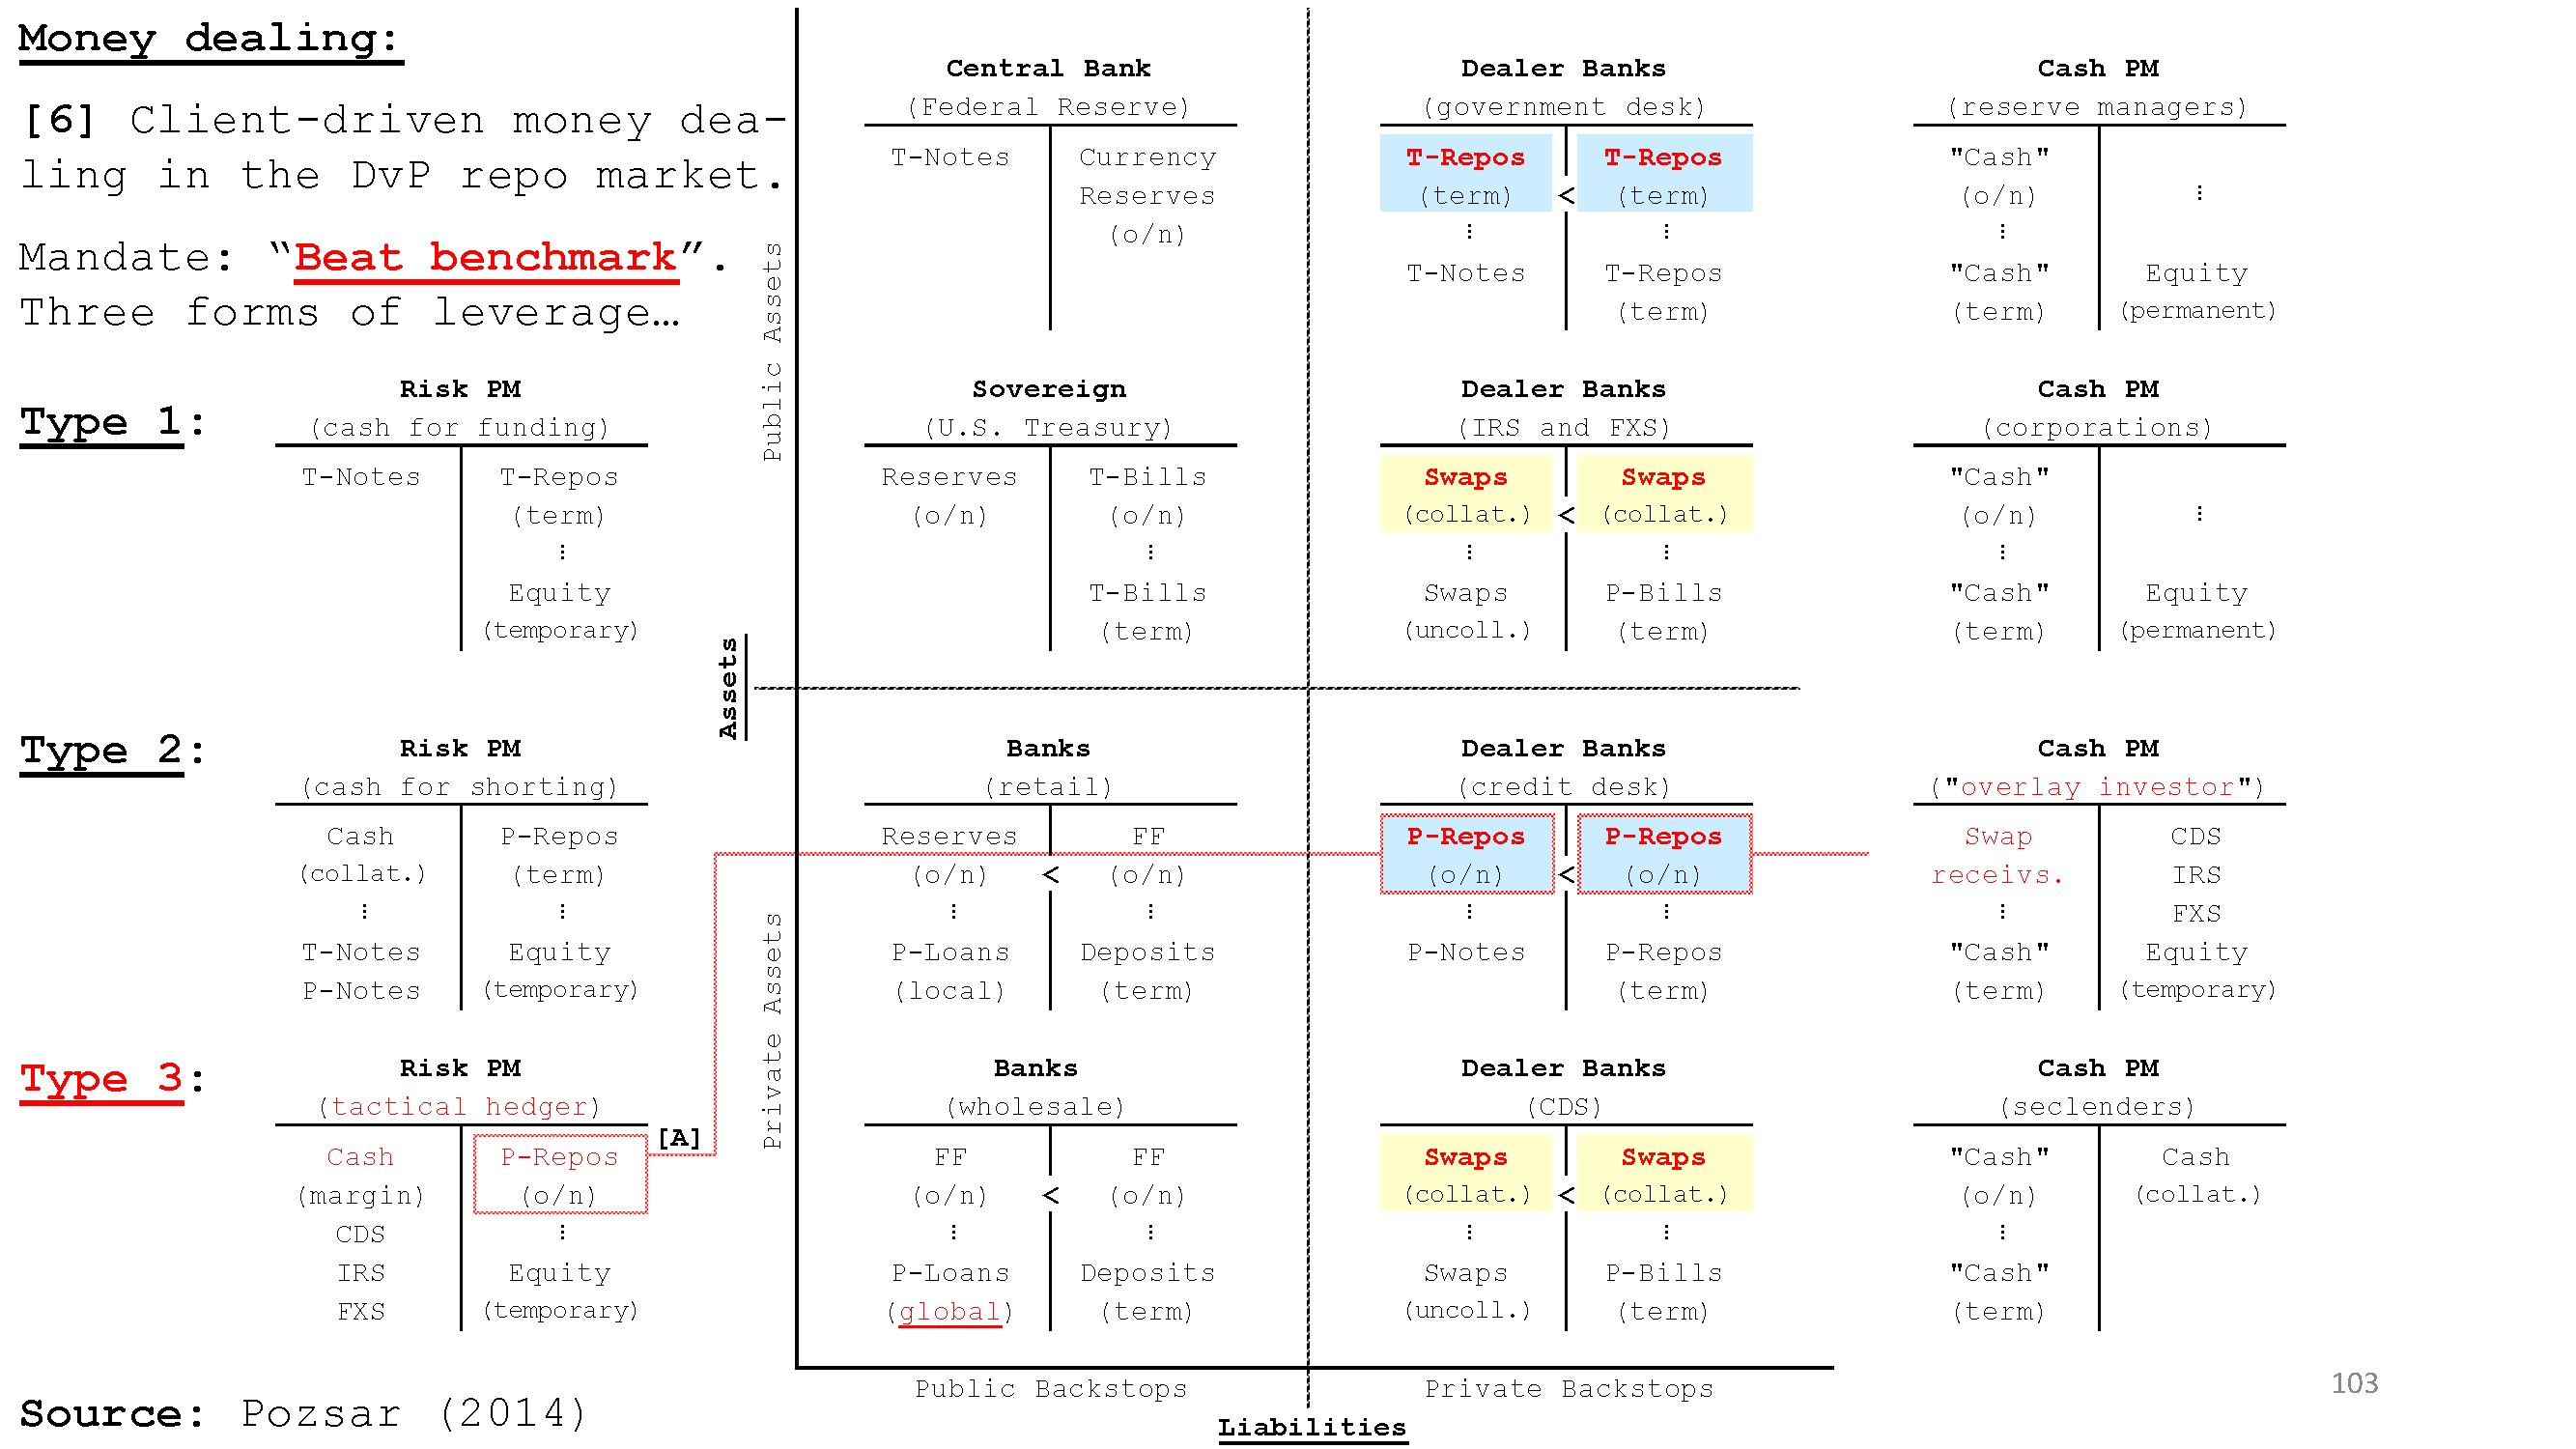 Money dealing:
[6] Client-driven money dea-
ling in the DvP repo market.
Mandate: “Beat benchmark”.
Three forms of leverage…
Central Bank
(Federal Reserve)
T-Notes Currency
Reserves
(o/n)
Dealer Banks
(government desk)
T-Repos T-Repos
(term) < (term)
⋮ ⋮
T-Notes T-Repos
(term)
Cash PM
(reserve managers)
"Cash"
(o/n) ⋮
⋮
"Cash" Equity
(term) (permanent)
Public Assets
Type 1:
Risk PM
(cash for funding)
T-Notes T-Repos
(term)
⋮
Equity
(temporary)
Sovereign
(U.S. Treasury)
Reserves T-Bills
(o/n) (o/n)
⋮
T-Bills
(term)
Dealer Banks
(IRS and FXS)
Swaps Swaps
(collat.) < (collat.)
⋮ ⋮
Swaps P-Bills
(uncoll.) (term)
Cash PM
(corporations)
"Cash"
(o/n) ⋮
⋮
"Cash" Equity
(term) (permanent)
Assets
Type 2:
Risk PM
(cash for shorting)
Cash P-Repos
(collat.) (term)
⋮ ⋮
T-Notes Equity
P-Notes (temporary)
Banks
(retail)
Reserves FF
(o/n) < (o/n)
⋮ ⋮
P-Loans Deposits
(local) (term)
Dealer Banks
(credit desk)
P-Repos P-Repos
(o/n) < (o/n)
⋮ ⋮
P-Notes P-Repos
(term)
Cash PM
("overlay investor")
Swap CDS
receivs. IRS
⋮ FXS
"Cash" Equity
(term) (temporary)
Private Assets
Type 3:
Risk PM
(tactical hedger)
[A]
Cash P-Repos
(margin) (o/n)
CDS ⋮
IRS Equity
FXS (temporary)
Banks
(wholesale)
FF FF
(o/n) < (o/n)
⋮ ⋮
P-Loans Deposits
(global) (term)
Dealer Banks
(CDS)
Swaps Swaps
(collat.) < (collat.)
⋮ ⋮
Swaps P-Bills
(uncoll.) (term)
Cash PM
(seclenders)
"Cash" Cash
(o/n) (collat.)
⋮
"Cash"
(term)
Public Backstops Private Backstops
Liabilities
Source: Pozsar (2014)
103